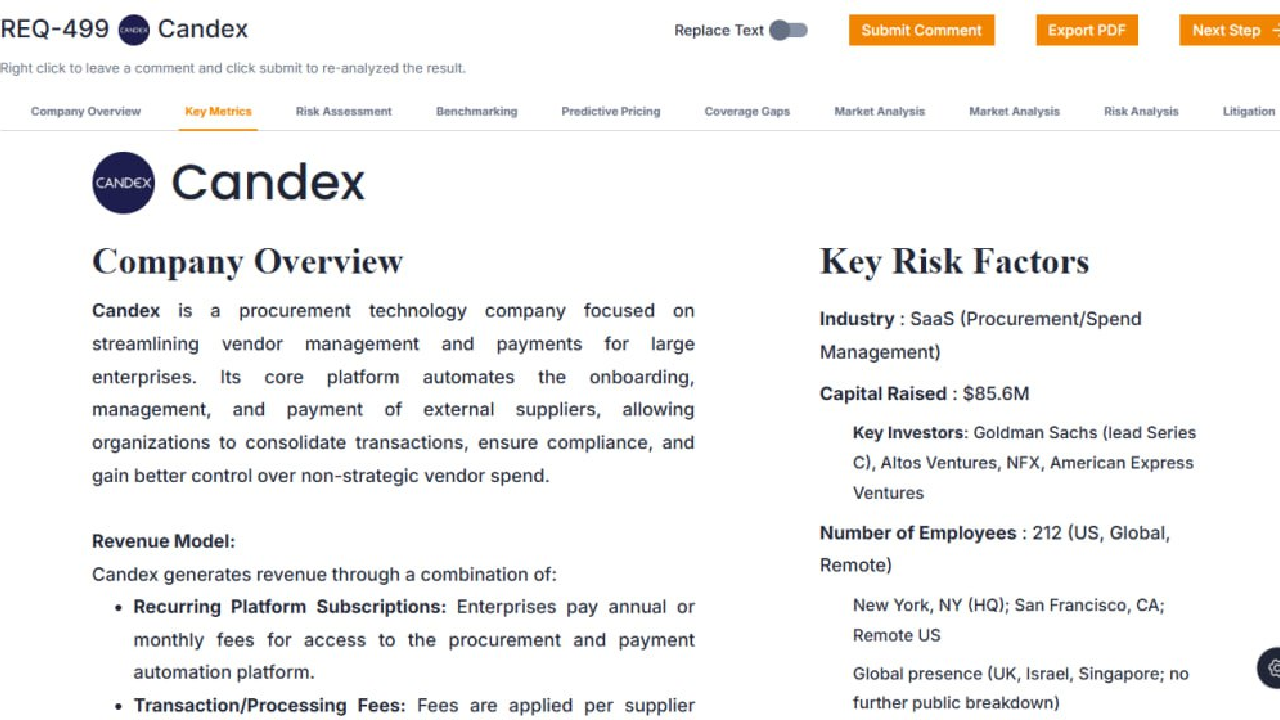 REQ-499 CANDEX Candex
Replace Text
Submit Comment
Export PDF
Next Step
Right click to leave a comment and click submit to re-analyzed the result.
Company Overview Key Metrics Risk Assessment Benchmarking Predictive Pricing Coverage Gaps Market Analysis Market Analysis Risk Analysis Litigation
CANDEX Candex
Company Overview
Candex is a procurement technology company focused on
streamlining vendor management and payments for large
enterprises. Its core platform automates the onboarding,
management, and payment of external suppliers, allowing
organizations to consolidate transactions, ensure compliance, and
gain better control over non-strategic vendor spend.
Revenue Model:
Candex generates revenue through a combination of:
• Recurring Platform Subscriptions: Enterprises pay annual or
monthly fees for access to the procurement and payment
automation platform.
• Transaction/Processing Fees: Fees are applied per supplier
Key Risk Factors
Industry : SaaS (Procurement/Spend
Management)
Capital Raised : $85.6M
Key Investors: Goldman Sachs (lead Series
C), Altos Ventures, NFX, American Express
Ventures
Number of Employees : 212 (US, Global,
Remote)
New York, NY (HQ); San Francisco, CA;
Remote US
Global presence (UK, Israel, Singapore; no
further public breakdown)